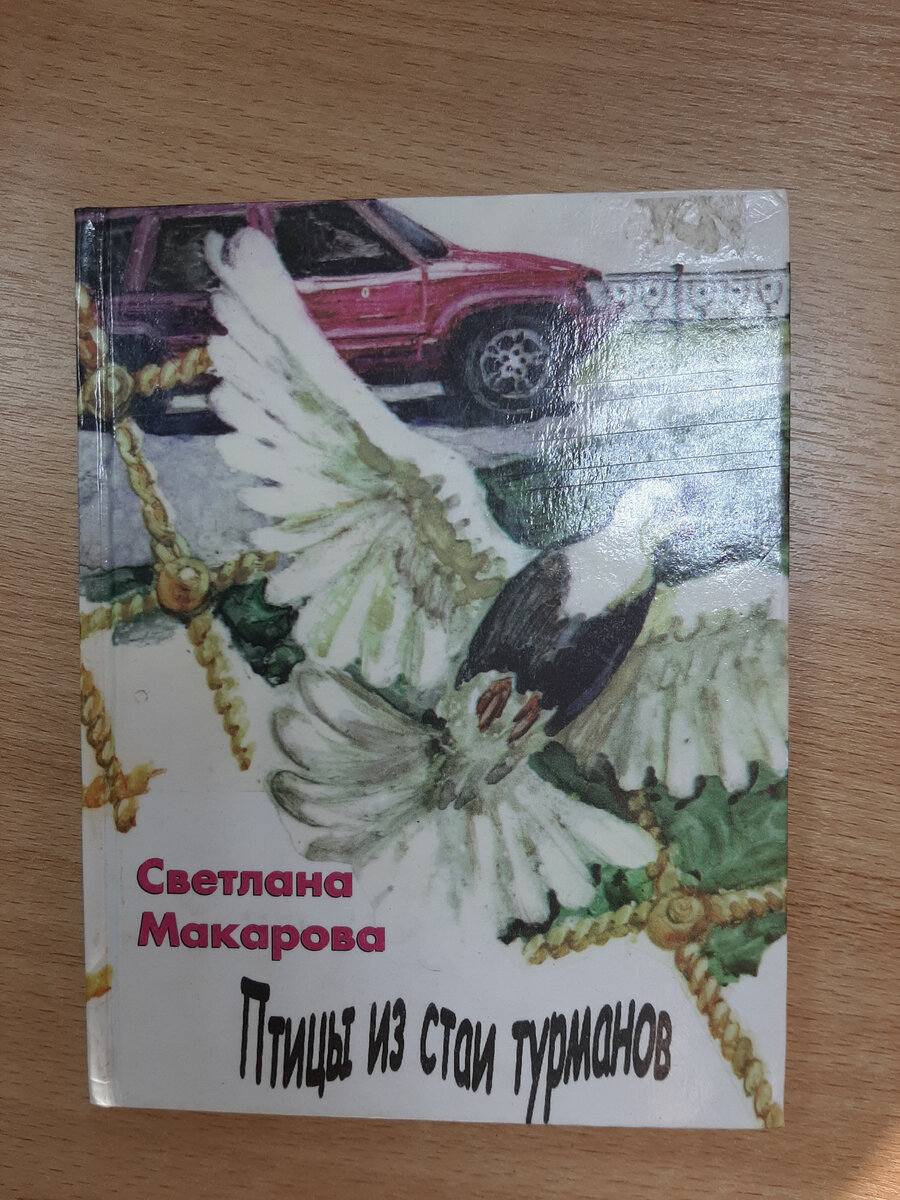 Светлана
Макарова
Птицы из стаи турманов